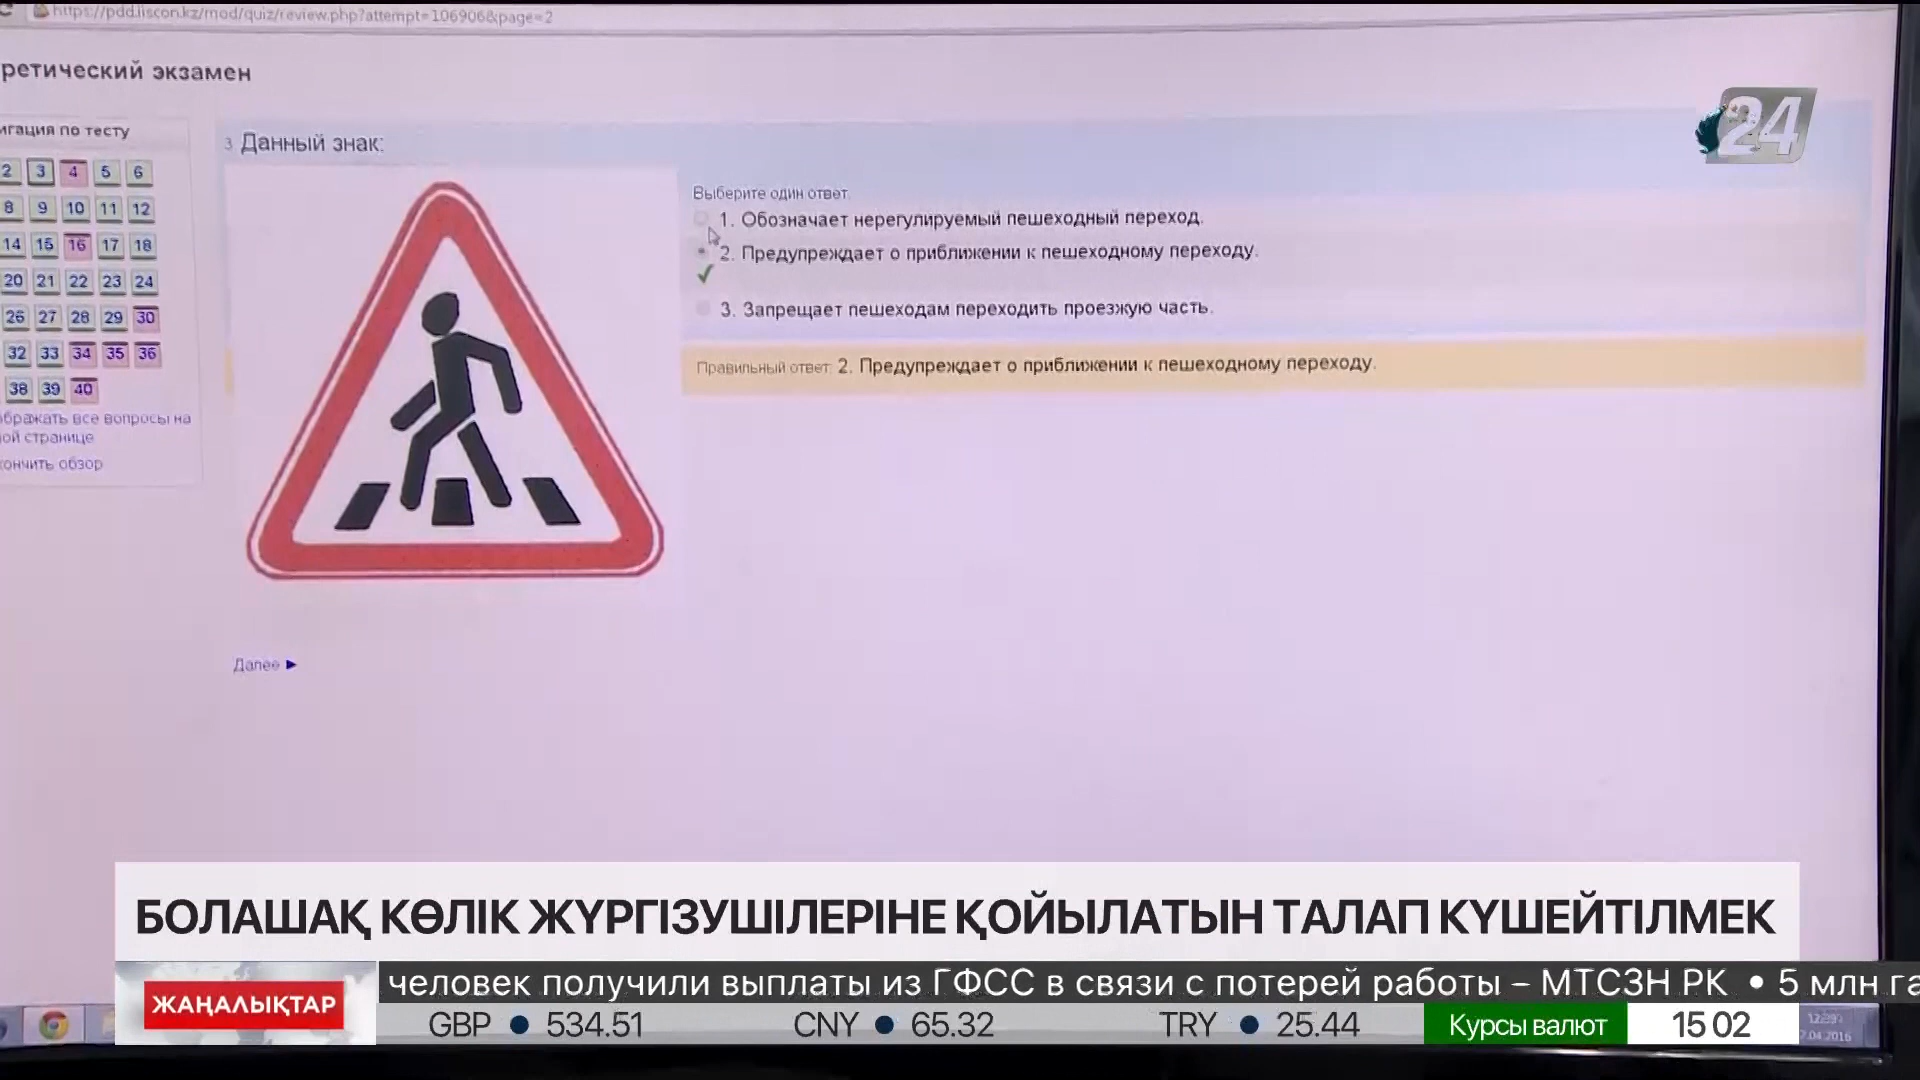 https://pdd.iiscon.kz/mod/quiz/review.php?attempt=106906&page=2
ретический экзамен
игация по тесту
2 3 4 5 6
8 9 10 11 12
14 15 16 17 18
20 21 22 23 24
26 27 28 29 30
32 33 34 35 36
38 39 40
бражать все вопросы на
ой странице
ончить обзор
3 Данный знак:
Выберите один ответ.
1. Обозначает нерегулируемый пешеходный переход.
2. Предупреждает о приближении к пешеходному переходу.
3. Запрещает пешеходам переходить проезжую часть.
Правильный ответ: 2. Предупреждает о приближении к пешеходному переходу.
Далее
24
БОЛАШАҚ КӨЛІК ЖҮРГІЗУШІЛЕРІНЕ ҚОЙЫЛАТЫН ТАЛАП КҮШЕЙТІЛМЕК
ЖАҢАЛЫҚТАР
человек получили выплаты из ГФСС в связи с потерей работы – МТСЗН РК • 5 млн га
GBP 534.51 CNY 65.32 TRY 25.44 Курсы валют 15 02